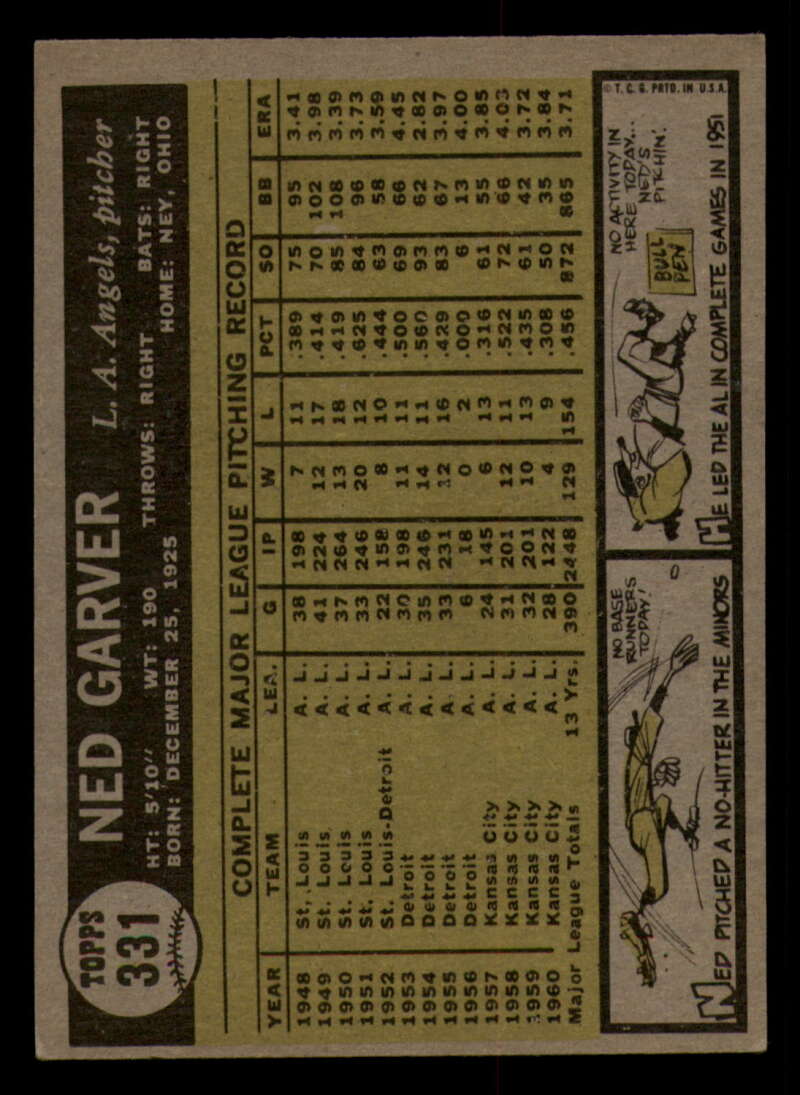 TOPPS
331
NED GARVER L. A. Angels, pitcher
HT: 5'10" WT: 190 THROWS: RIGHT BATS: RIGHT
BORN: DECEMBER 25, 1925 HOME: NEY, OHIO
COMPLETE MAJOR LEAGUE PITCHING RECORD
YEAR TEAM LEA. G IP W L PCT SO BB ERA
1948 St. Louis A. L. 38 198 7 11 .389 75 95 3.41
1949 St. Louis A. L. 41 224 12 17 .414 70 102 3.98
1950 St. Louis A. L. 37 264 13 18 .419 85 108 3.39
1951 St. Louis A. L. 33 246 20 12 .625 84 96 3.73
1952 St. Louis-Detroit A. L. 22 158 8 10 .444 63 58 3.59
1953 Detroit A. L. 30 198 11 11 .500 69 66 4.45
1954 Detroit A. L. 35 246 14 11 .560 93 62 2.82
1955 Detroit A. L. 33 231 12 16 .429 83 67 3.97
1956 Detroit A. L. 6 18 0 2 .000 6 13 4.00
1957 Kansas City A. L. 24 145 6 13 .316 61 55 3.85
1958 Kansas City A. L. 31 201 12 11 .522 72 66 4.03
1959 Kansas City A. L. 32 201 10 13 .435 61 42 3.72
1960 Kansas City A. L. 28 122 4 9 .308 50 35 3.84
Major League Totals 13 Yrs. 390 2448 129 154 .456 872 865 3.71
NO BASE
RUNNERS
TODAY!
NED PITCHED A NO-HITTER IN THE MINORS
© T. C. G. PRTD. IN U.S.A.
NO ACTIVITY IN
HERE TODAY...
NED'S
PITCHIN'.
BULL
PEN
HE LED THE AL IN COMPLETE GAMES IN 1951